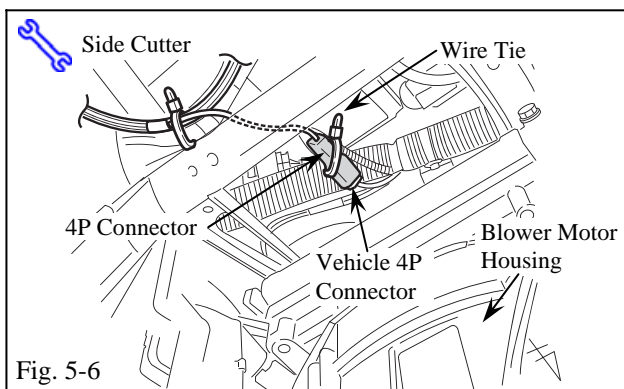 Side Cutter
Wire Tie
4P Connector
Vehicle 4P
Connector
Blower Motor
Housing
Fig. 5-6